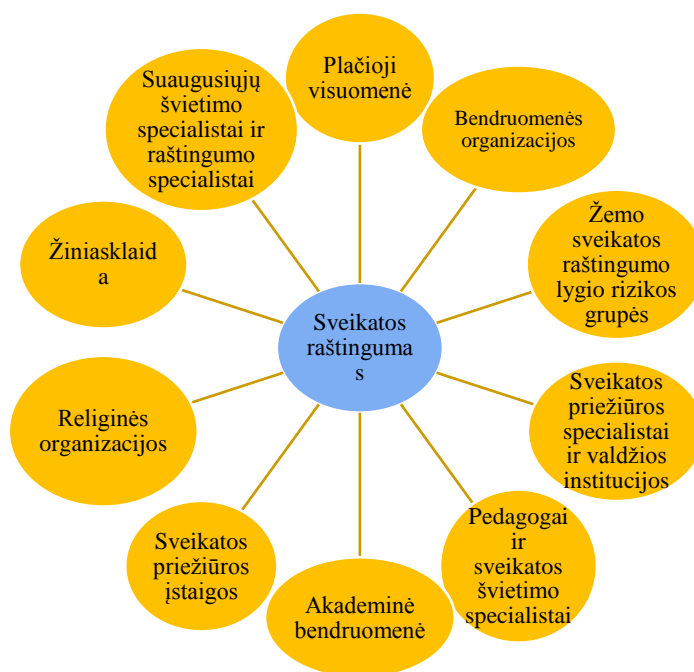 Plačioji
visuomenė
Bendruomenės
organizacijos
Žemo
sveikatos
raštingumo
lygio rizikos
grupės
Sveikatos
priežiūros
specialistai
ir valdžios
institucijos
Pedagogai
ir
sveikatos
švietimo
specialistai
Akademinė
bendruomenė
Sveikatos
priežiūros
įstaigos
Religinės
organizacijos
Žiniasklaid
a
Suaugusiųjų
švietimo
specialistai ir
raštingumo
specialistai
Sveikatos
raštinguma
s